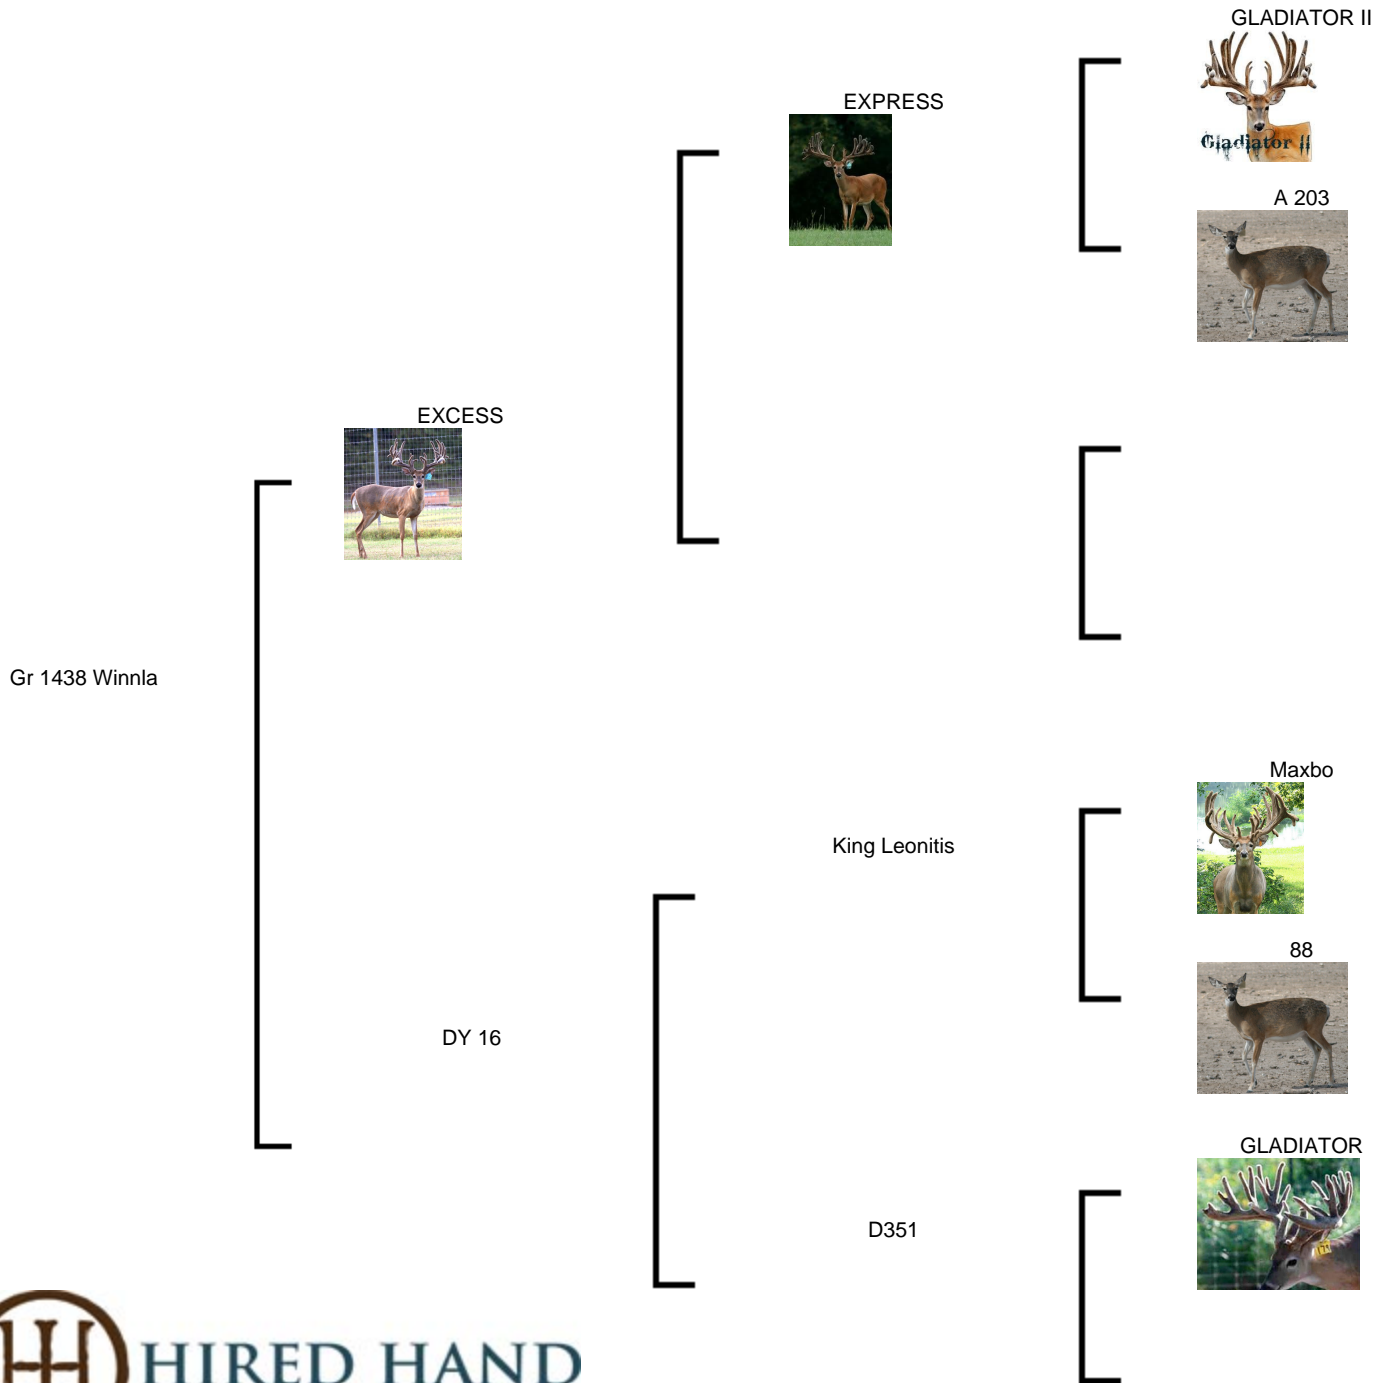 GLADIATOR II
EXPRESS
Gladiator II
A 203
EXCESS
Gr 1438 Winnla
Maxbo
King Leonitis
88
DY 16
GLADIATOR
D351
HIRED HAND